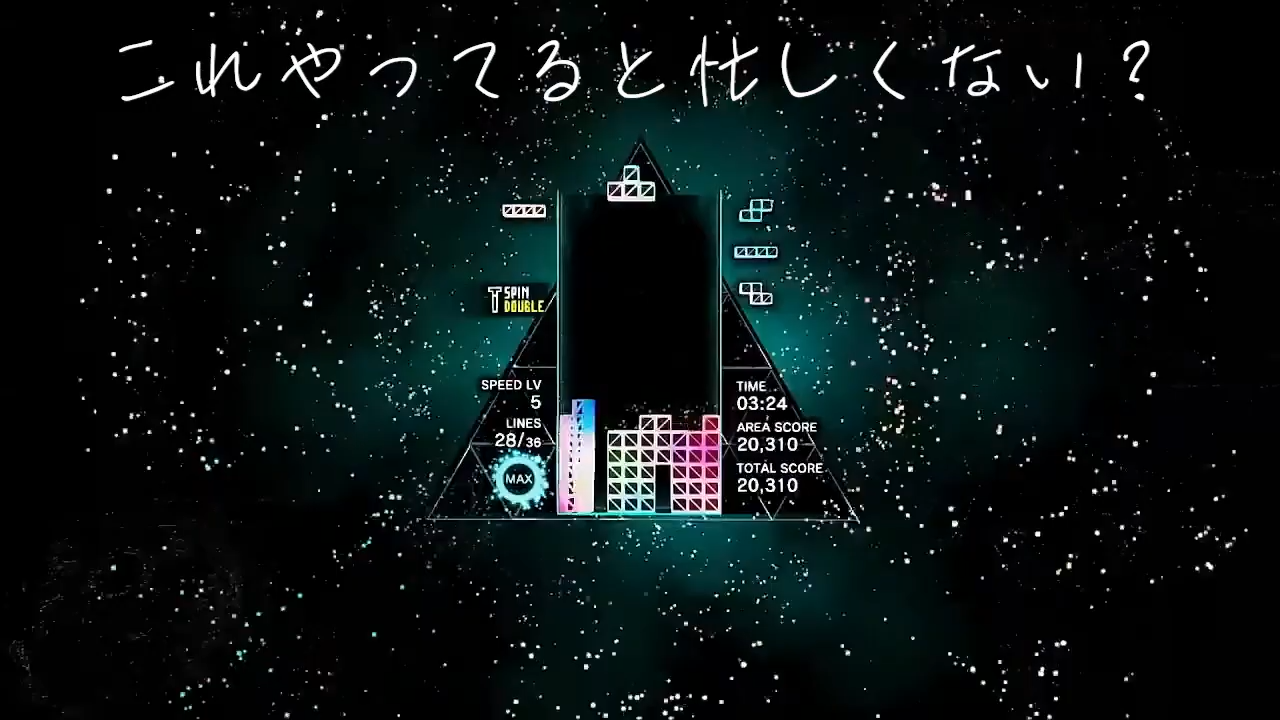 これやってると忙しくない?
T SPIN
DOUBLE
SPEED LV
5
LINES
28/36
MAX
TIME
03:24
AREA SCORE
20,310
TOTAL SCORE
20,310